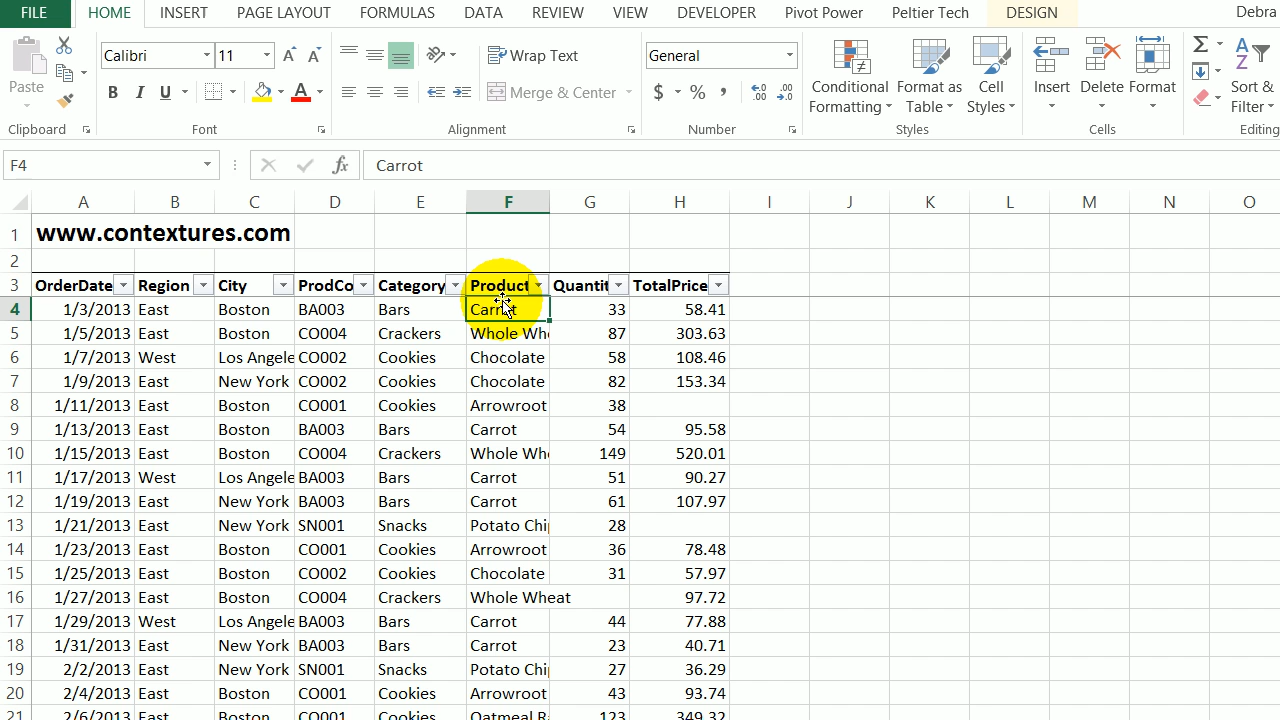 FILE HOME INSERT PAGE LAYOUT FORMULAS DATA REVIEW VIEW DEVELOPER Pivot Power Peltier Tech DESIGN Debra
Calibri 11 Wrap Text General
Paste B I U Merge & Center $ % , Conditional Formatting Format as Table Cell Styles Insert Delete Format Sort & Filter
Clipboard Font Alignment Number Styles Cells Editing
F4 fx Carrot
A B C D E F G H I J K L M N O
1 www.contextures.com
2
3 OrderDate Region City ProdCo Category Product Quantit TotalPrice
4 1/3/2013 East Boston BA003 Bars Carrot 33 58.41
5 1/5/2013 East Boston CO004 Crackers Whole Wh 87 303.63
6 1/7/2013 West Los Angele CO002 Cookies Chocolate 58 108.46
7 1/9/2013 East New York CO002 Cookies Chocolate 82 153.34
8 1/11/2013 East Boston CO001 Cookies Arrowroot 38
9 1/13/2013 East Boston BA003 Bars Carrot 54 95.58
10 1/15/2013 East Boston CO004 Crackers Whole Wh 149 520.01
11 1/17/2013 West Los Angele BA003 Bars Carrot 51 90.27
12 1/19/2013 East New York BA003 Bars Carrot 61 107.97
13 1/21/2013 East New York SN001 Snacks Potato Chi 28
14 1/23/2013 East Boston CO001 Cookies Arrowroot 36 78.48
15 1/25/2013 East Boston CO002 Cookies Chocolate 31 57.97
16 1/27/2013 East Boston CO004 Crackers Whole Wheat 97.72
17 1/29/2013 West Los Angele BA003 Bars Carrot 44 77.88
18 1/31/2013 East New York BA003 Bars Carrot 23 40.71
19 2/2/2013 East New York SN001 Snacks Potato Chi 27 36.29
20 2/4/2013 East Boston CO001 Cookies Arrowroot 43 93.74
21 2/6/2013 East Boston CO001 Cookies Oatmeal R 123 349.32